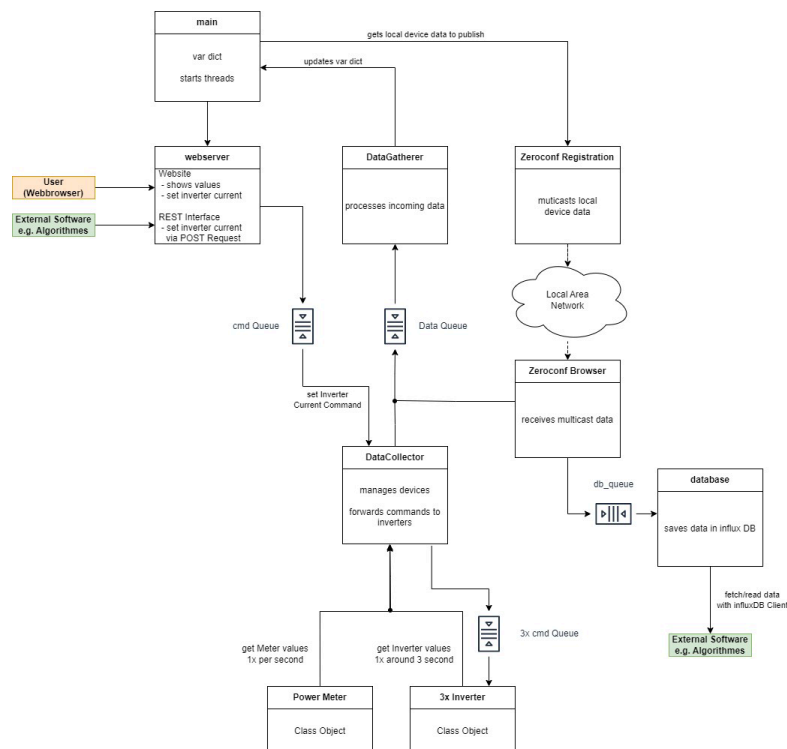 main
var dict
starts threads
gets local device data to publish
updates var dict
webserver
Website
- shows values
- set inverter current
REST Interface
- set inverter current
via POST Request
User
(Webbrowser)
External Software
e.g. Algorithmes
DataGatherer
processes incoming data
Zeroconf Registration
muticasts local
device data
Local Area
Network
cmd Queue
Data Queue
Zeroconf Browser
receives multicast data
set Inverter
Current Command
DataCollector
manages devices
forwards commands to
inverters
db_queue
database
saves data in influx DB
fetch/read data
with influxDB Client
External Software
e.g. Algorithmes
3x cmd Queue
get Meter values
1x per second
get Inverter values
1x around 3 second
Power Meter
Class Object
3x Inverter
Class Object